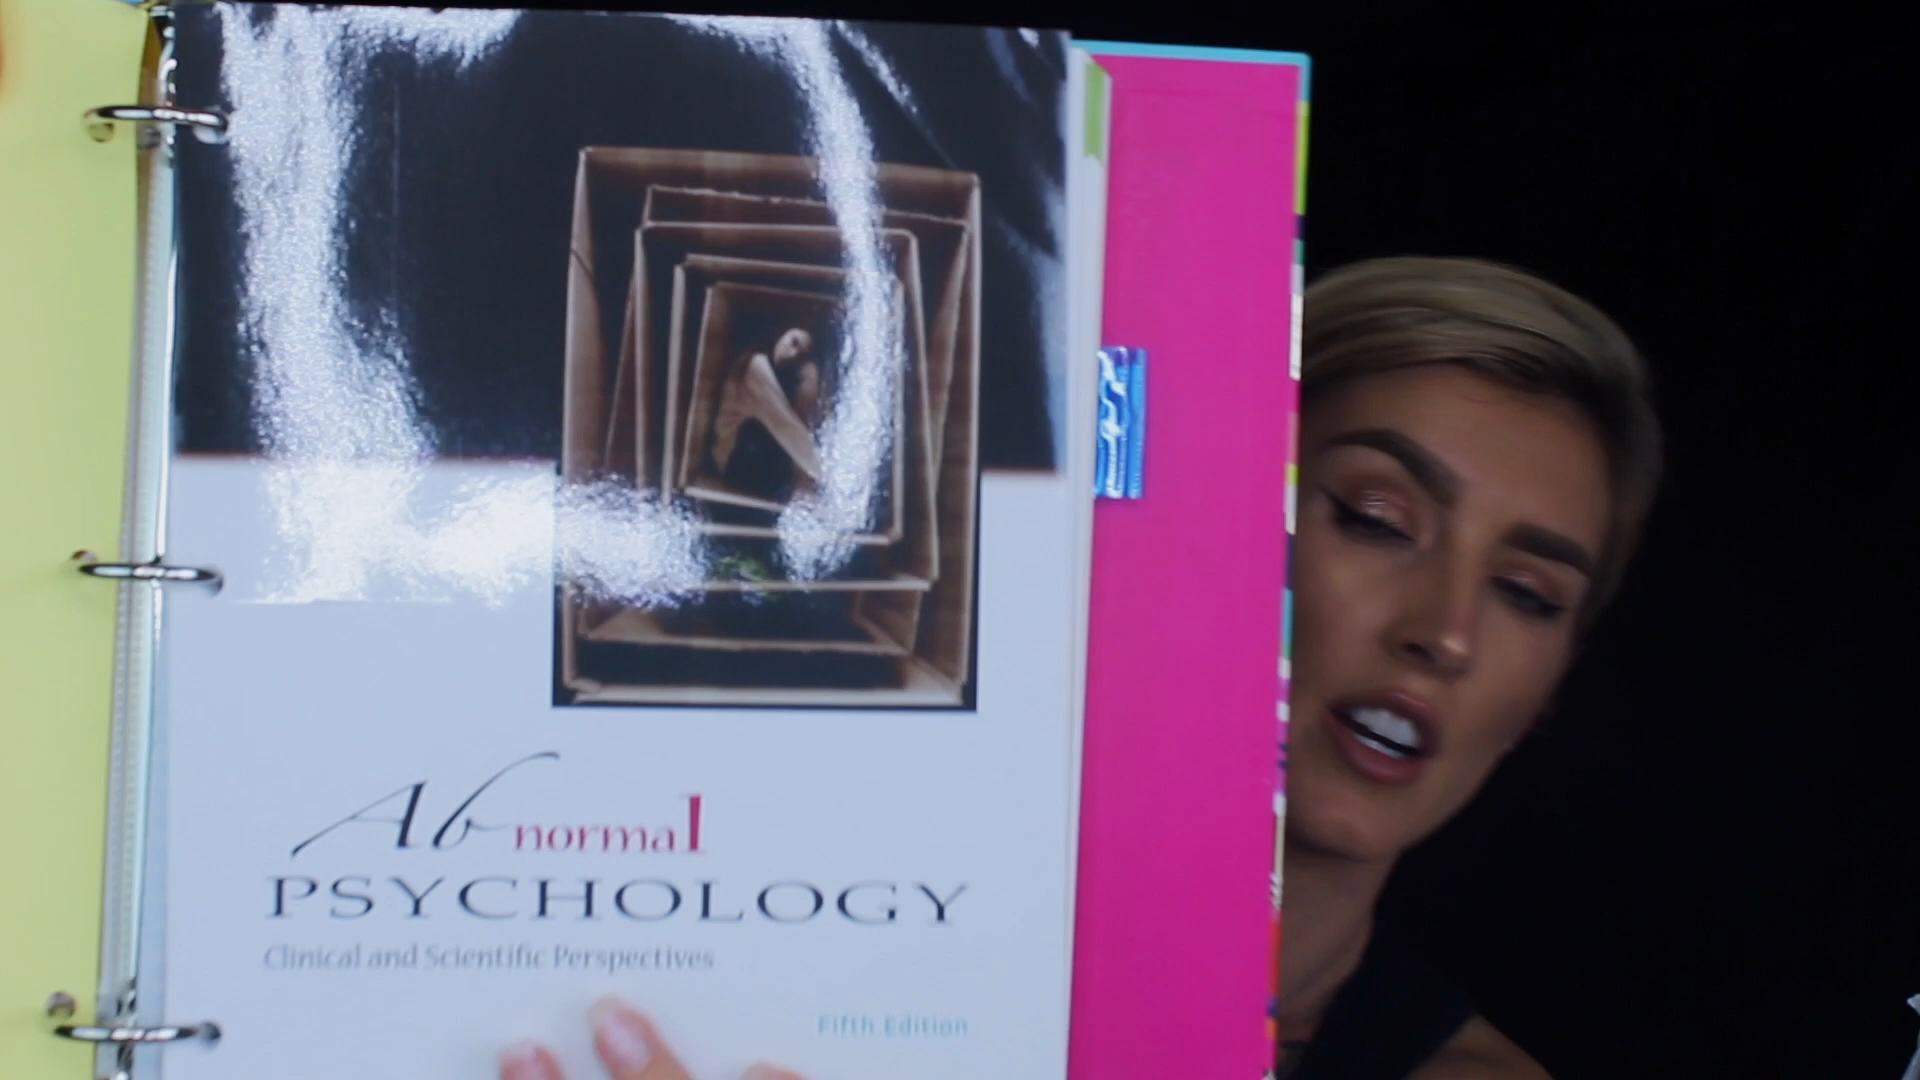 Abnormal
PSYCHOLOGY
Clinical and Scientific Perspectives
Fifth Edition